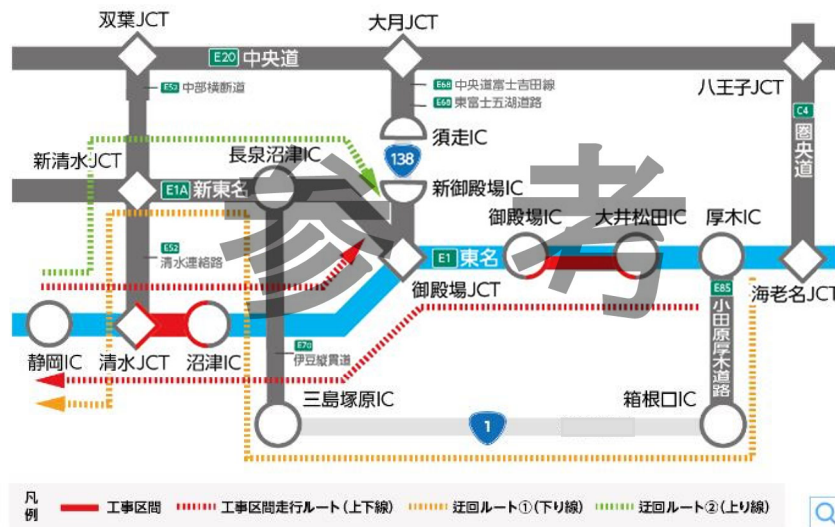 双葉JCT
大月JCT
E20 中央道
八王子JCT
E52 中部横断道
E68 中央道富士吉田線
E68 東富士五湖道路
C4
圏央道
須走IC
138
新清水JCT
長泉沼津IC
E1A 新東名
新御殿場IC
御殿場IC
大井松田IC
厚木IC
参考
E52
清水連絡路
E1 東名
御殿場JCT
海老名JCT
E85
小田原厚木道路
静岡IC
清水JCT
沼津IC
E70
伊豆縦貫道
三島塚原IC
1
箱根口IC
凡例
工事区間
工事区間走行ルート(上下線)
迂回ルート①(下り線)
迂回ルート②(上り線)